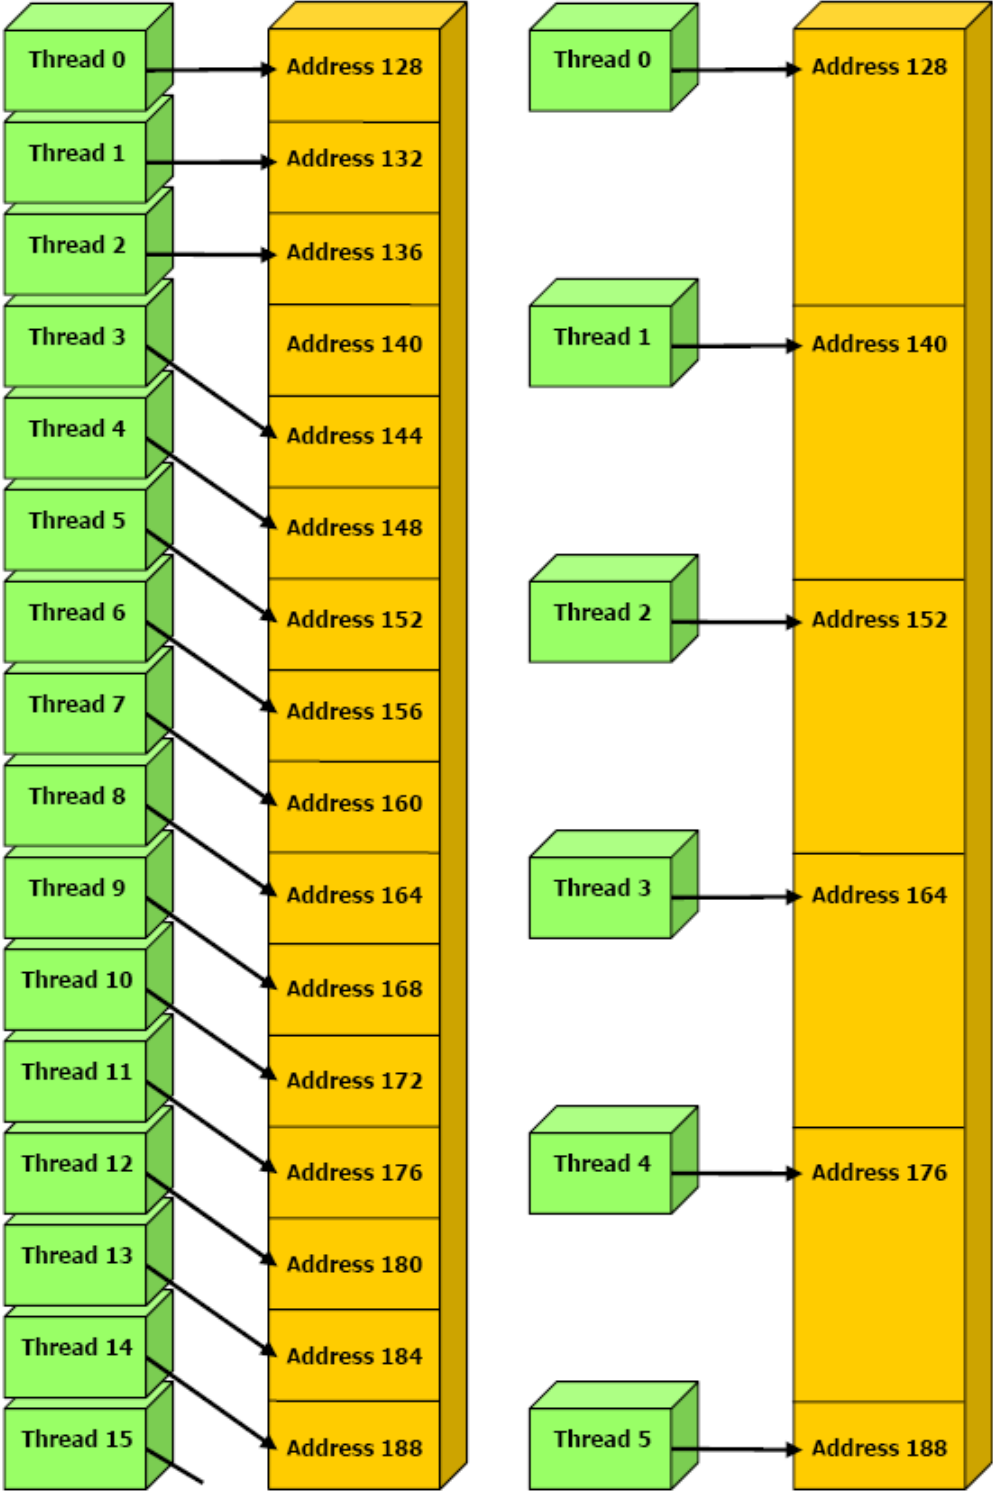 Thread 0
Address 128
Thread 1
Address 132
Thread 2
Address 136
Thread 3
Address 140
Thread 4
Address 144
Thread 5
Address 148
Thread 6
Address 152
Thread 7
Address 156
Thread 8
Address 160
Thread 9
Address 164
Thread 10
Address 168
Thread 11
Address 172
Thread 12
Address 176
Thread 13
Address 180
Thread 14
Address 184
Thread 15
Address 188
Thread 0
Address 128
Thread 1
Address 140
Thread 2
Address 152
Thread 3
Address 164
Thread 4
Address 176
Thread 5
Address 188